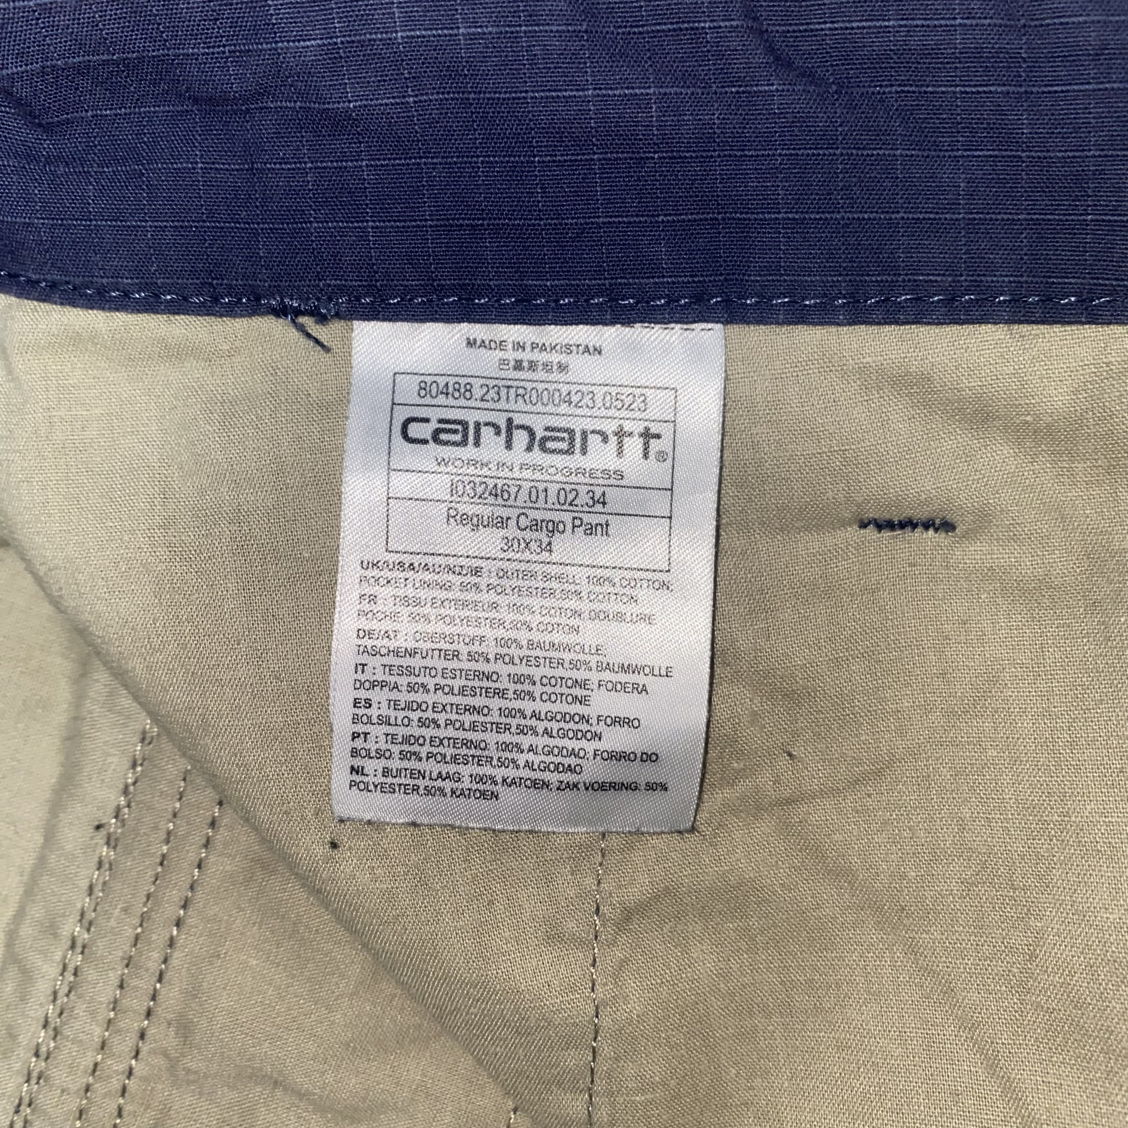 MADE IN PAKISTAN
巴基斯坦制
80488.23TR000423.0523
carhartt®
WORK IN PROGRESS
I032467.01.02.34
Regular Cargo Pant
30X34
UK/USA/AU/NZ/IE : OUTER SHELL: 100% COTTON;
POCKET LINING: 50% POLYESTER,50% COTTON
FR : TISSU EXTERIEUR: 100% COTON; DOUBLURE
POCHE: 50% POLYESTER,50% COTON
DE/AT : OBERSTOFF: 100% BAUMWOLLE;
TASCHENFUTTER: 50% POLYESTER,50% BAUMWOLLE
IT : TESSUTO ESTERNO: 100% COTONE; FODERA
DOPPIA: 50% POLIESTERE,50% COTONE
ES : TEJIDO EXTERNO: 100% ALGODON; FORRO
BOLSILLO: 50% POLIESTER,50% ALGODON
PT : TEJIDO EXTERNO: 100% ALGODAO; FORRO DO
BOLSO: 50% POLIESTER,50% ALGODAO
NL : BUITEN LAAG: 100% KATOEN; ZAK VOERING: 50%
POLYESTER,50% KATOEN